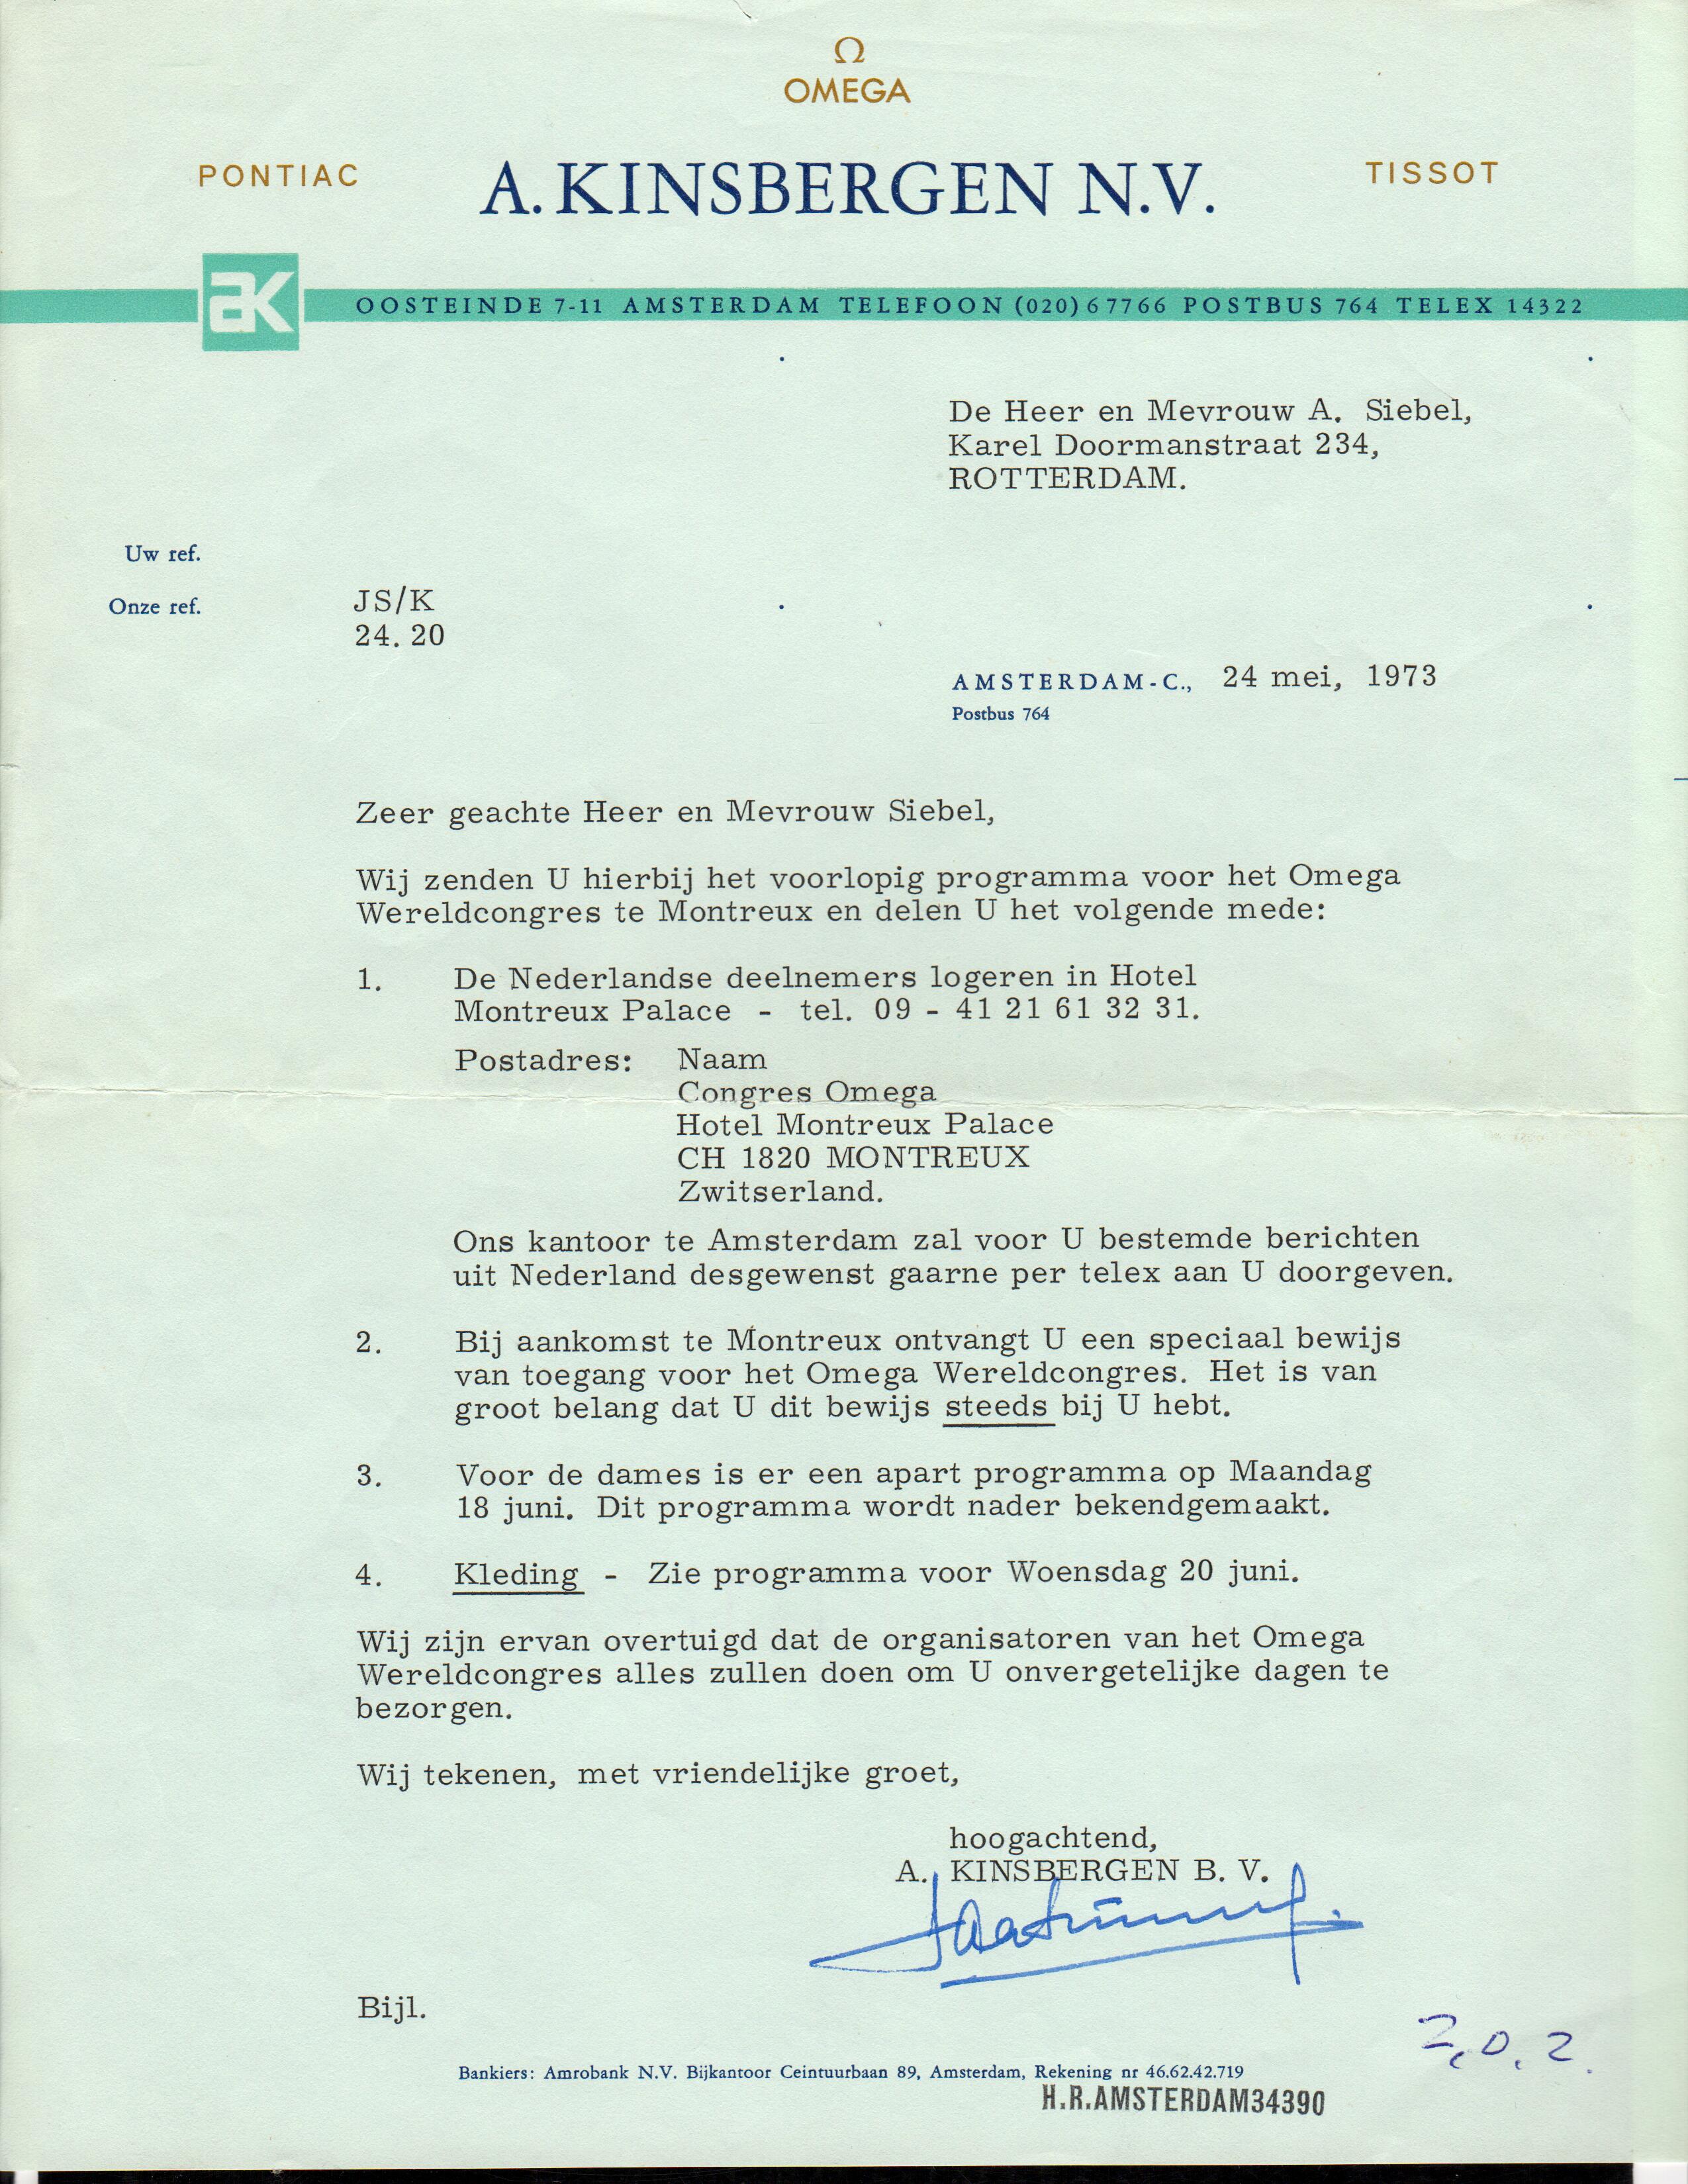 Ω
OMEGA
PONTIAC
A. KINSBERGEN N.V.
TISSOT
aK
OOSTEINDE 7-11 AMSTERDAM TELEFOON (020) 67766 POSTBUS 764 TELEX 14322
De Heer en Mevrouw A. Siebel,
Karel Doormanstraat 234,
ROTTERDAM.
Uw ref.
Onze ref. JS/K
24.20
AMSTERDAM-C., 24 mei, 1973
Postbus 764
Zeer geachte Heer en Mevrouw Siebel,
Wij zenden U hierbij het voorlopig programma voor het Omega
Wereldcongres te Montreux en delen U het volgende mede:
1. De Nederlandse deelnemers logeren in Hotel
Montreux Palace - tel. 09 - 41 21 61 32 31.
Postadres: Naam
Congres Omega
Hotel Montreux Palace
CH 1820 MONTREUX
Zwitserland.
Ons kantoor te Amsterdam zal voor U bestemde berichten
uit Nederland desgewenst gaarne per telex aan U doorgeven.
2. Bij aankomst te Montreux ontvangt U een speciaal bewijs
van toegang voor het Omega Wereldcongres. Het is van
groot belang dat U dit bewijs steeds bij U hebt.
3. Voor de dames is er een apart programma op Maandag
18 juni. Dit programma wordt nader bekendgemaakt.
4. Kleding - Zie programma voor Woensdag 20 juni.
Wij zijn ervan overtuigd dat de organisatoren van het Omega
Wereldcongres alles zullen doen om U onvergetelijke dagen te
bezorgen.
Wij tekenen, met vriendelijke groet,
hoogachtend,
A. KINSBERGEN B. V.
Bijl.
z.o.z.
Bankiers: Amrobank N.V. Bijkantoor Ceintuurbaan 89, Amsterdam, Rekening nr 46.62.42.719
H.R.AMSTERDAM34390